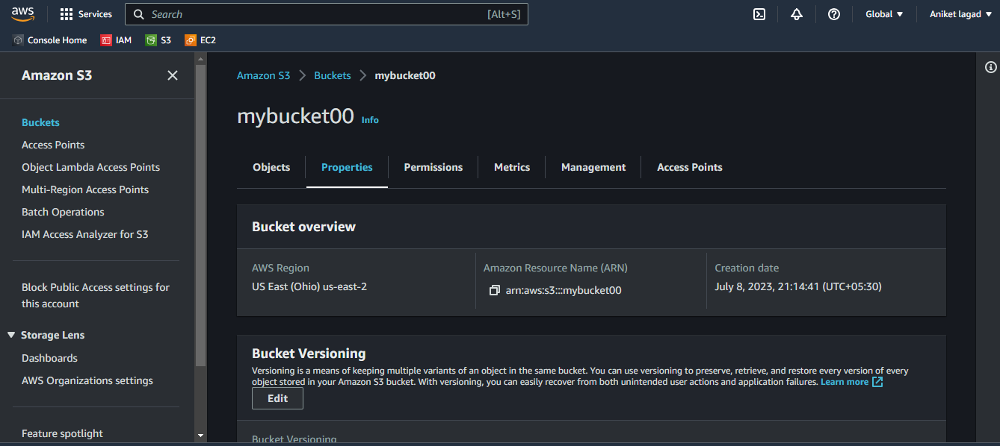 aws
Services
Search
[Alt+S]
Global
Aniket lagad
Console Home
IAM
S3
EC2
Amazon S3
Buckets
Access Points
Object Lambda Access Points
Multi-Region Access Points
Batch Operations
IAM Access Analyzer for S3
Block Public Access settings for
this account
Storage Lens
Dashboards
AWS Organizations settings
Feature spotlight
Amazon S3 > Buckets > mybucket00
mybucket00 Info
Objects
Properties
Permissions
Metrics
Management
Access Points
Bucket overview
AWS Region
US East (Ohio) us-east-2
Amazon Resource Name (ARN)
arn:aws:s3:::mybucket00
Creation date
July 8, 2023, 21:14:41 (UTC+05:30)
Bucket Versioning
Versioning is a means of keeping multiple variants of an object in the same bucket. You can use versioning to preserve, retrieve, and restore every version of every
object stored in your Amazon S3 bucket. With versioning, you can easily recover from both unintended user actions and application failures. Learn more
Edit
Bucket Versioning